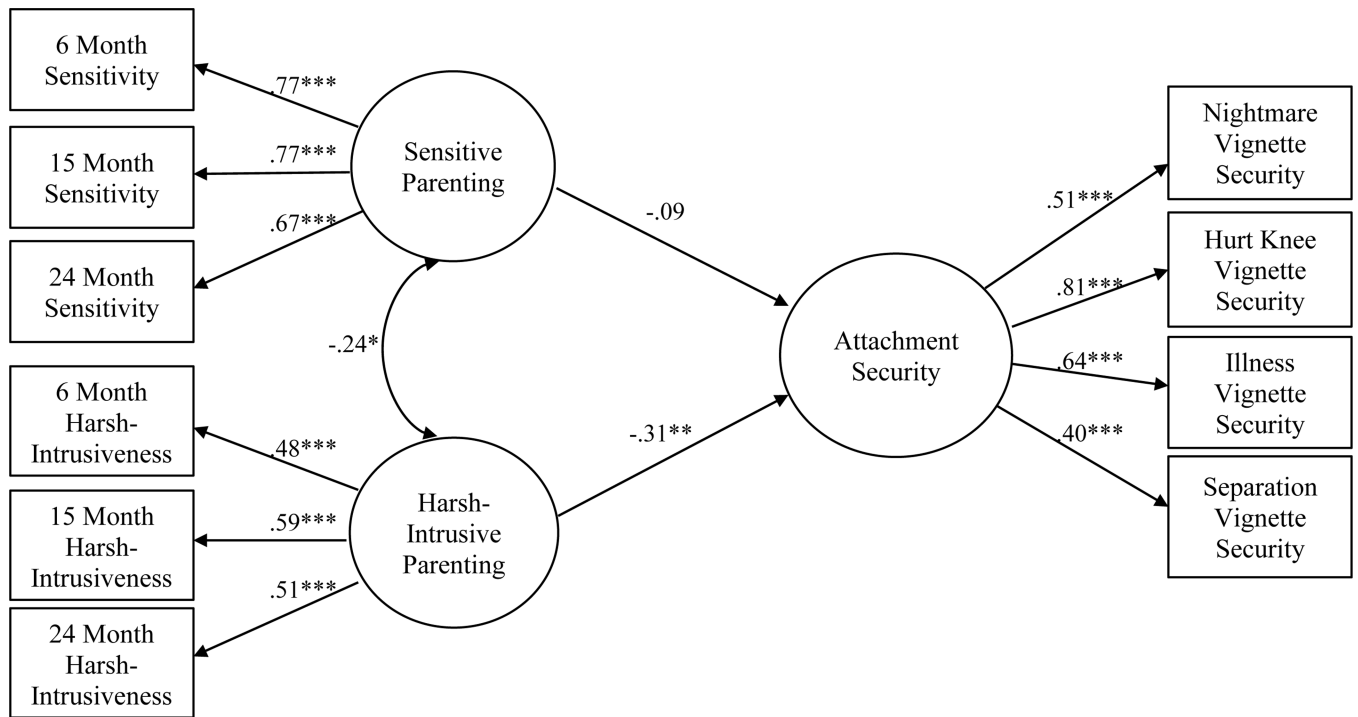 6 Month
Sensitivity
.77***
15 Month
Sensitivity
.77***
24 Month
Sensitivity
.67***
Sensitive
Parenting
-.24*
6 Month
Harsh-
Intrusiveness
.48***
15 Month
Harsh-
Intrusiveness
.59***
24 Month
Harsh-
Intrusiveness
.51***
Harsh-
Intrusive
Parenting
-.09
-.31**
Attachment
Security
.51***
Nightmare
Vignette
Security
.81***
Hurt Knee
Vignette
Security
.64***
Illness
Vignette
Security
.40***
Separation
Vignette
Security